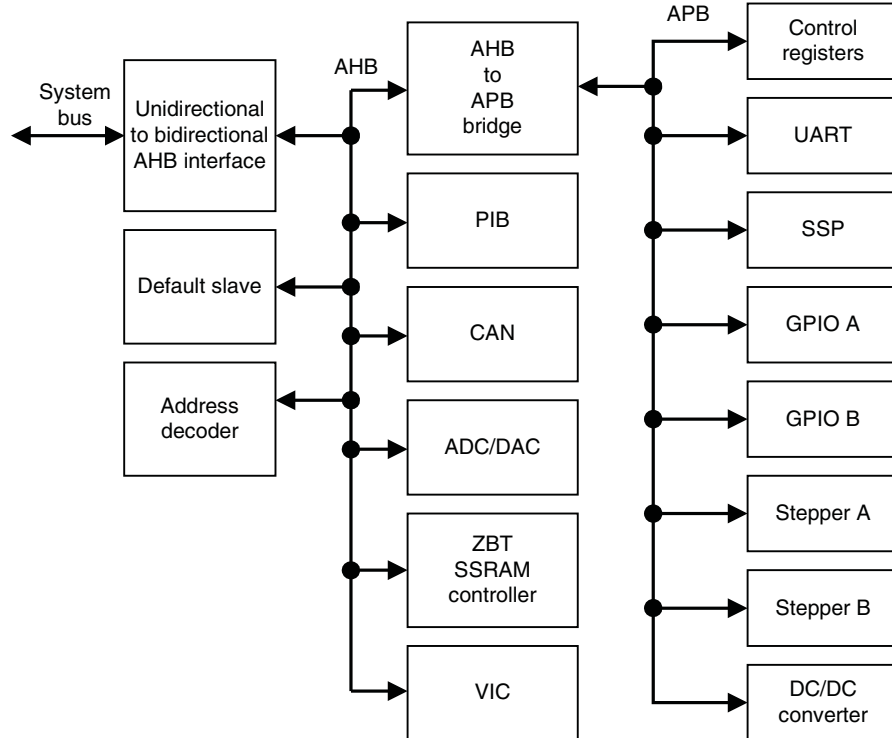 System
bus
Unidirectional
to bidirectional
AHB interface
Default slave
Address
decoder
AHB
AHB
to
APB
bridge
PIB
CAN
ADC/DAC
ZBT
SSRAM
controller
VIC
APB
Control
registers
UART
SSP
GPIO A
GPIO B
Stepper A
Stepper B
DC/DC
converter